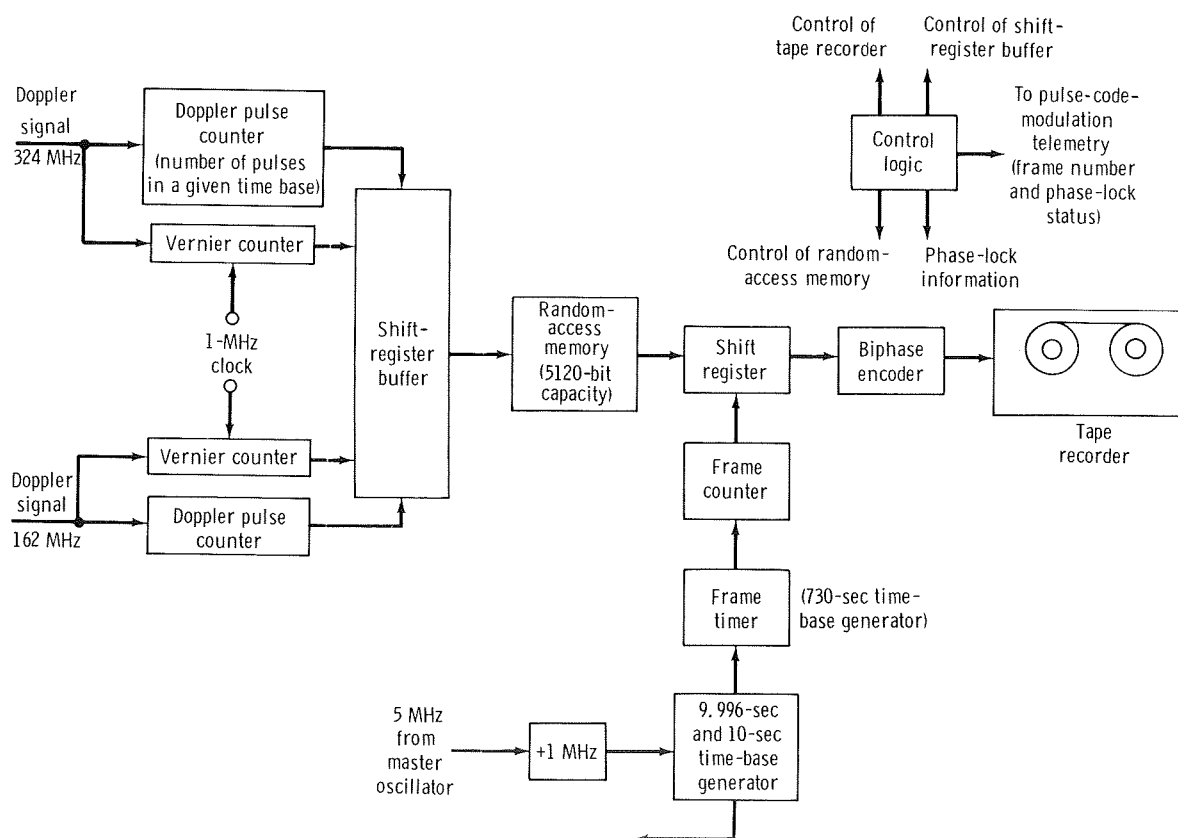 Control of
tape recorder
Control of shift-
register buffer
Doppler
signal
324 MHz
Doppler pulse
counter
(number of pulses
in a given time base)
To pulse-code-
modulation
telemetry
(frame number
and phase-lock
status)
Control
logic
Vernier counter
Control of random-
access memory
Phase-lock
information
1-MHz
clock
Shift-
register
buffer
Random-
access
memory
(5120-bit
capacity)
Shift
register
Biphase
encoder
Tape
recorder
Vernier counter
Doppler
signal
162 MHz
Doppler pulse
counter
Frame
counter
Frame
timer
(730-sec time-
base generator)
5 MHz
from
master
oscillator
+1 MHz
9.996-sec
and 10-sec
time-base
generator